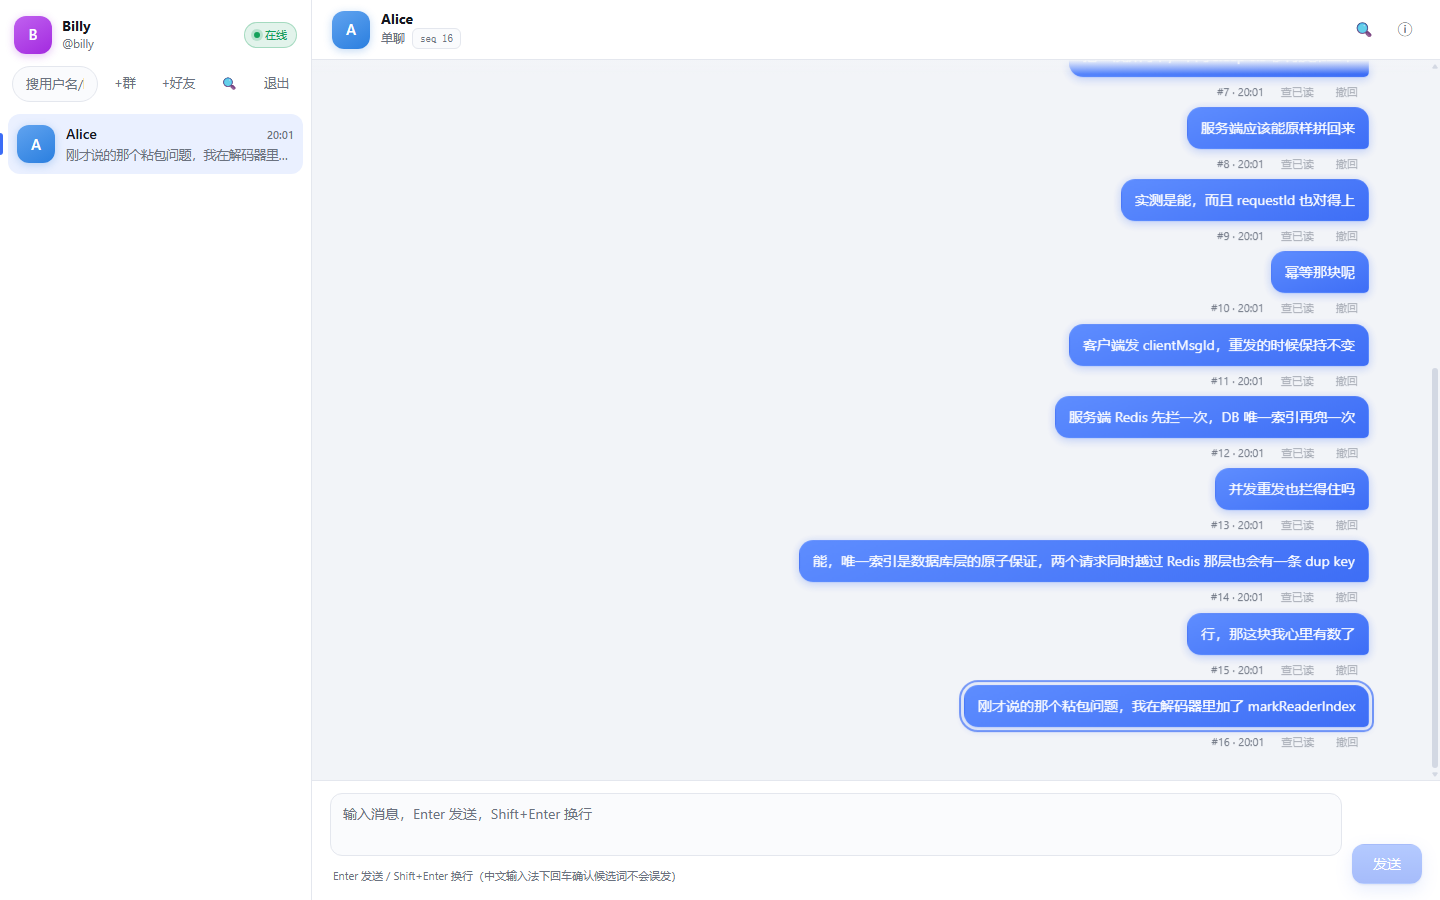 B
Billy
@billy
在线
搜用户名/
+群
+好友
退出
A
Alice
20:01
刚才说的那个粘包问题，我在解码器里...
A
Alice
单聊
seq 16
#7 · 20:01 查已读 撤回
服务端应该能原样拼回来
#8 · 20:01 查已读 撤回
实测是能，而且 requestId 也对得上
#9 · 20:01 查已读 撤回
幂等那块呢
#10 · 20:01 查已读 撤回
客户端发 clientMsgId，重发的时候保持不变
#11 · 20:01 查已读 撤回
服务端 Redis 先拦一次，DB 唯一索引再兜一次
#12 · 20:01 查已读 撤回
并发重发也拦得住吗
#13 · 20:01 查已读 撤回
能，唯一索引是数据库层的原子保证，两个请求同时越过 Redis 那层也会有一条 dup key
#14 · 20:01 查已读 撤回
行，那这块我心里有数了
#15 · 20:01 查已读 撤回
刚才说的那个粘包问题，我在解码器里加了 markReaderIndex
#16 · 20:01 查已读 撤回
输入消息，Enter 发送，Shift+Enter 换行
Enter 发送 / Shift+Enter 换行（中文输入法下回车确认候选词不会误发）
发送